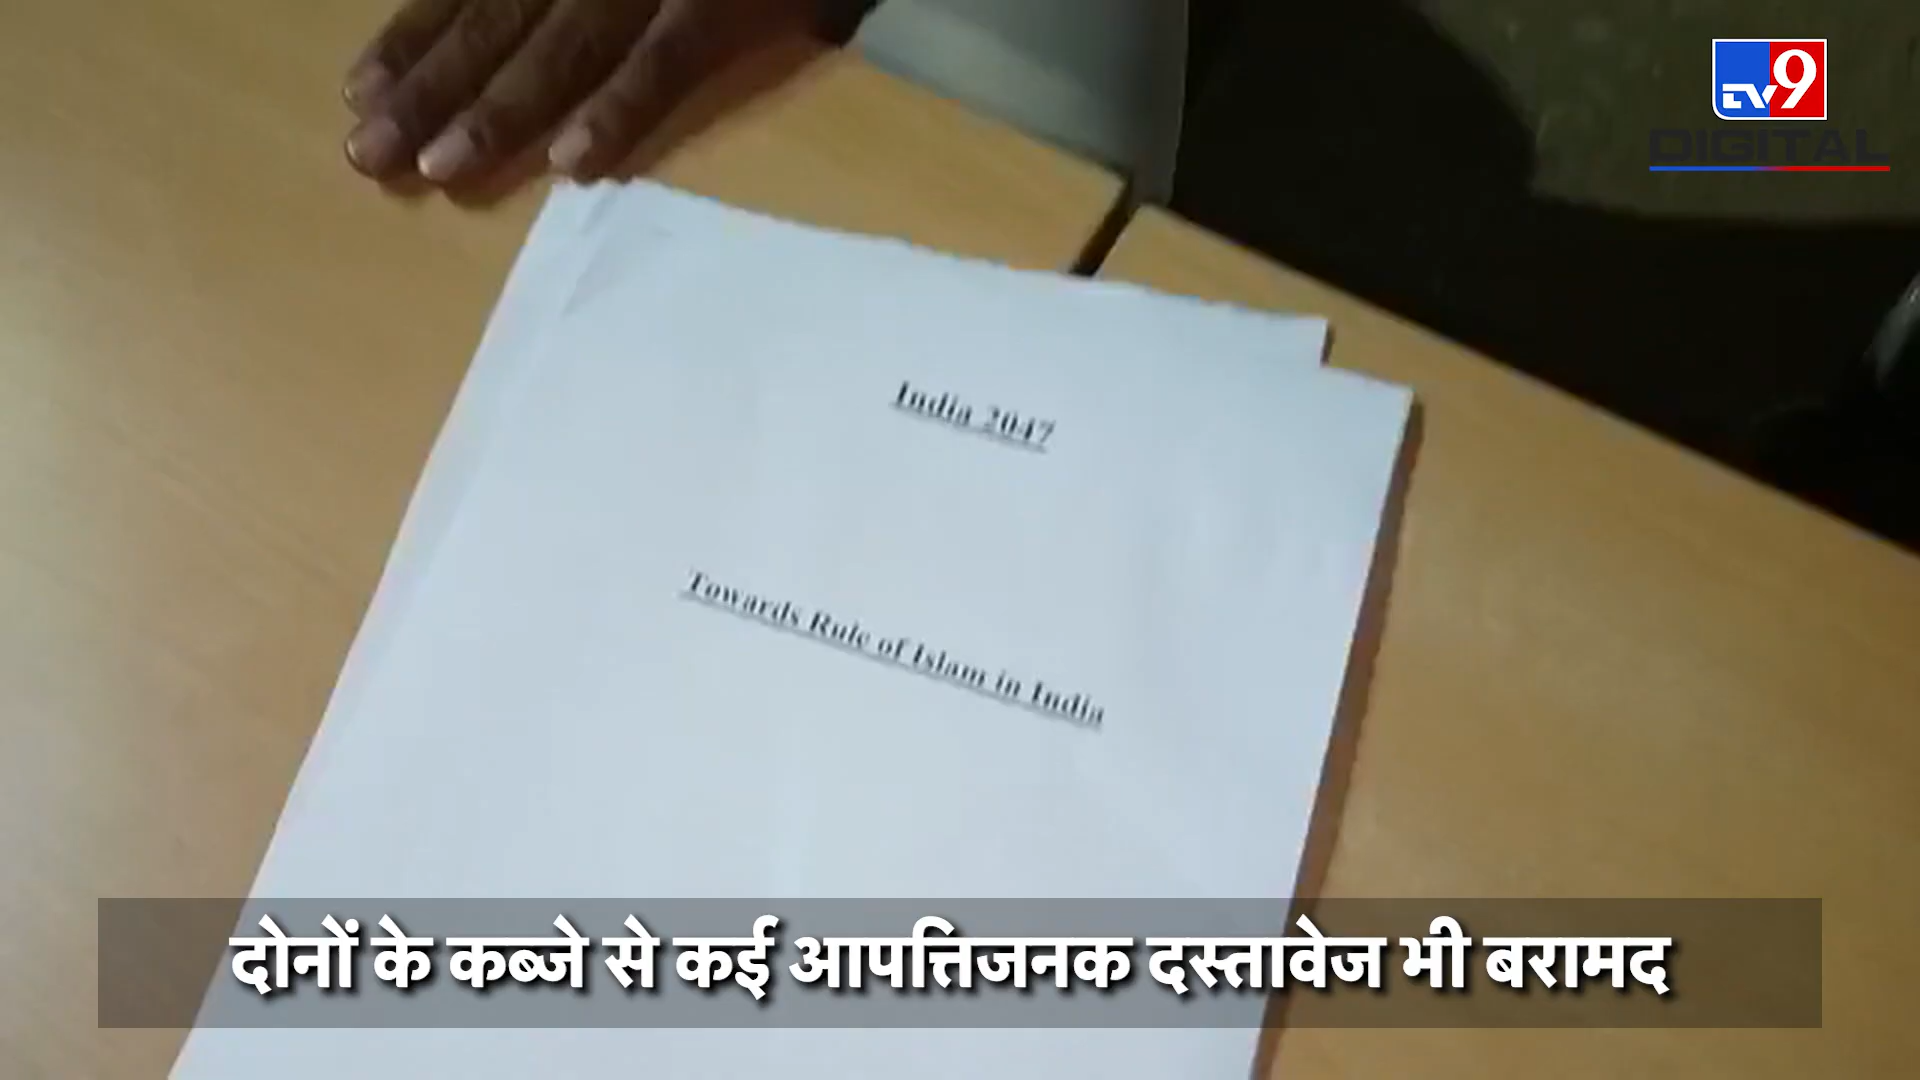 TV9
DIGITAL
India 2047
Towards Rule of Islam in India
दोनों के कब्जे से कई आपत्तिजनक दस्तावेज भी बरामद